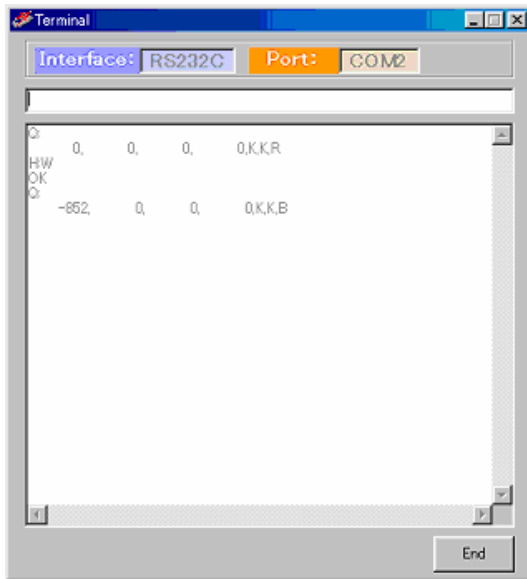 Terminal
Interface: RS232C Port: COM2
Q:
0, 0, 0, 0,K,K,R
H:W
OK
Q:
-852, 0, 0, 0,K,K,B
End